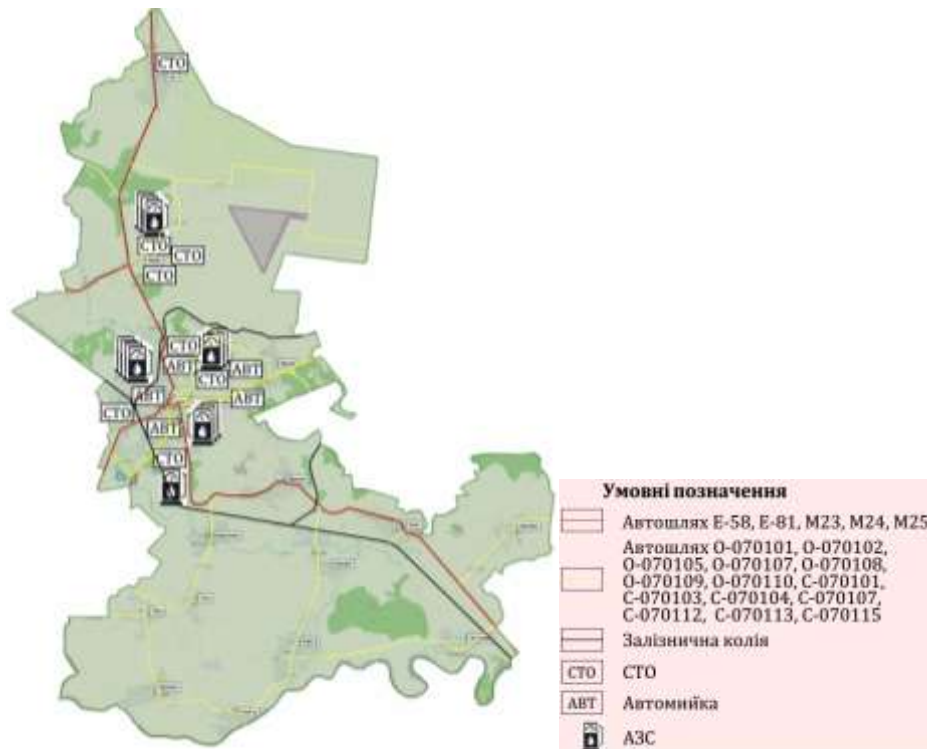 СТО
СТО
СТО
СТО
СТО
АВТ
СТО
АВТ
АВТ
АВТ
СТО
АВТ
СТО
Умовні позначення
Автошлях Е-58, Е-81, М23, М24, М25
Автошлях О-070101, О-070102,
О-070105, О-070107, О-070108,
О-070109, О-070110, С-070101,
С-070103, С-070104, С-070107,
С-070112, С-070113, С-070115
Залізнична колія
СТО СТО
АВТ Автомийка
АЗС